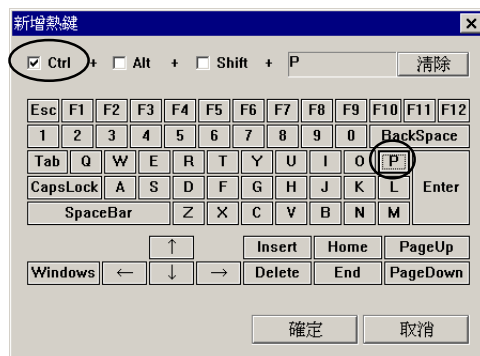 新增熱鍵
Ctrl + Alt + Shift + P 清除
Esc F1 F2 F3 F4 F5 F6 F7 F8 F9 F10 F11 F12
1 2 3 4 5 6 7 8 9 0 BackSpace
Tab Q W E R T Y U I O P
CapsLock A S D F G H J K L Enter
SpaceBar Z X C V B N M
↑ Insert Home PageUp
Windows ← ↓ → Delete End PageDown
確定 取消